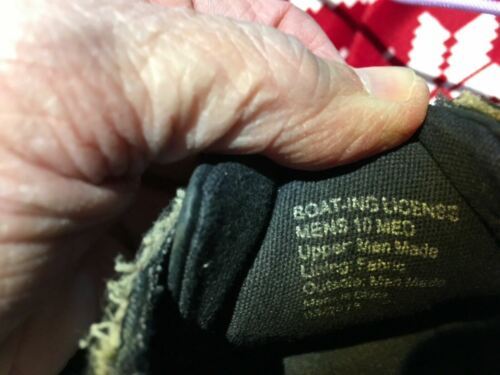 BOATING LICENSE
MENS 10 MED
Upper: Man Made
Lining: Fabric
Outsole: Man Made
Made in China